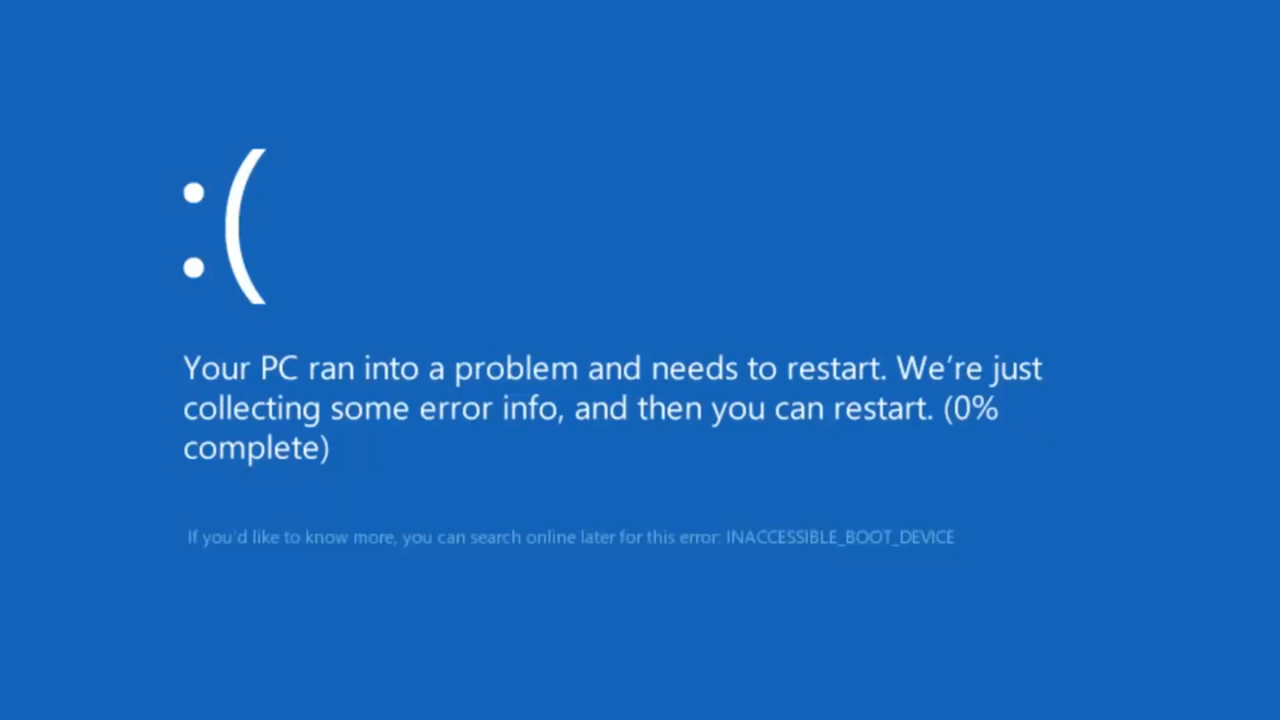 :(
Your PC ran into a problem and needs to restart. We're just
collecting some error info, and then you can restart. (0%
complete)
If you'd like to know more, you can search online later for this error: INACCESSIBLE_BOOT_DEVICE